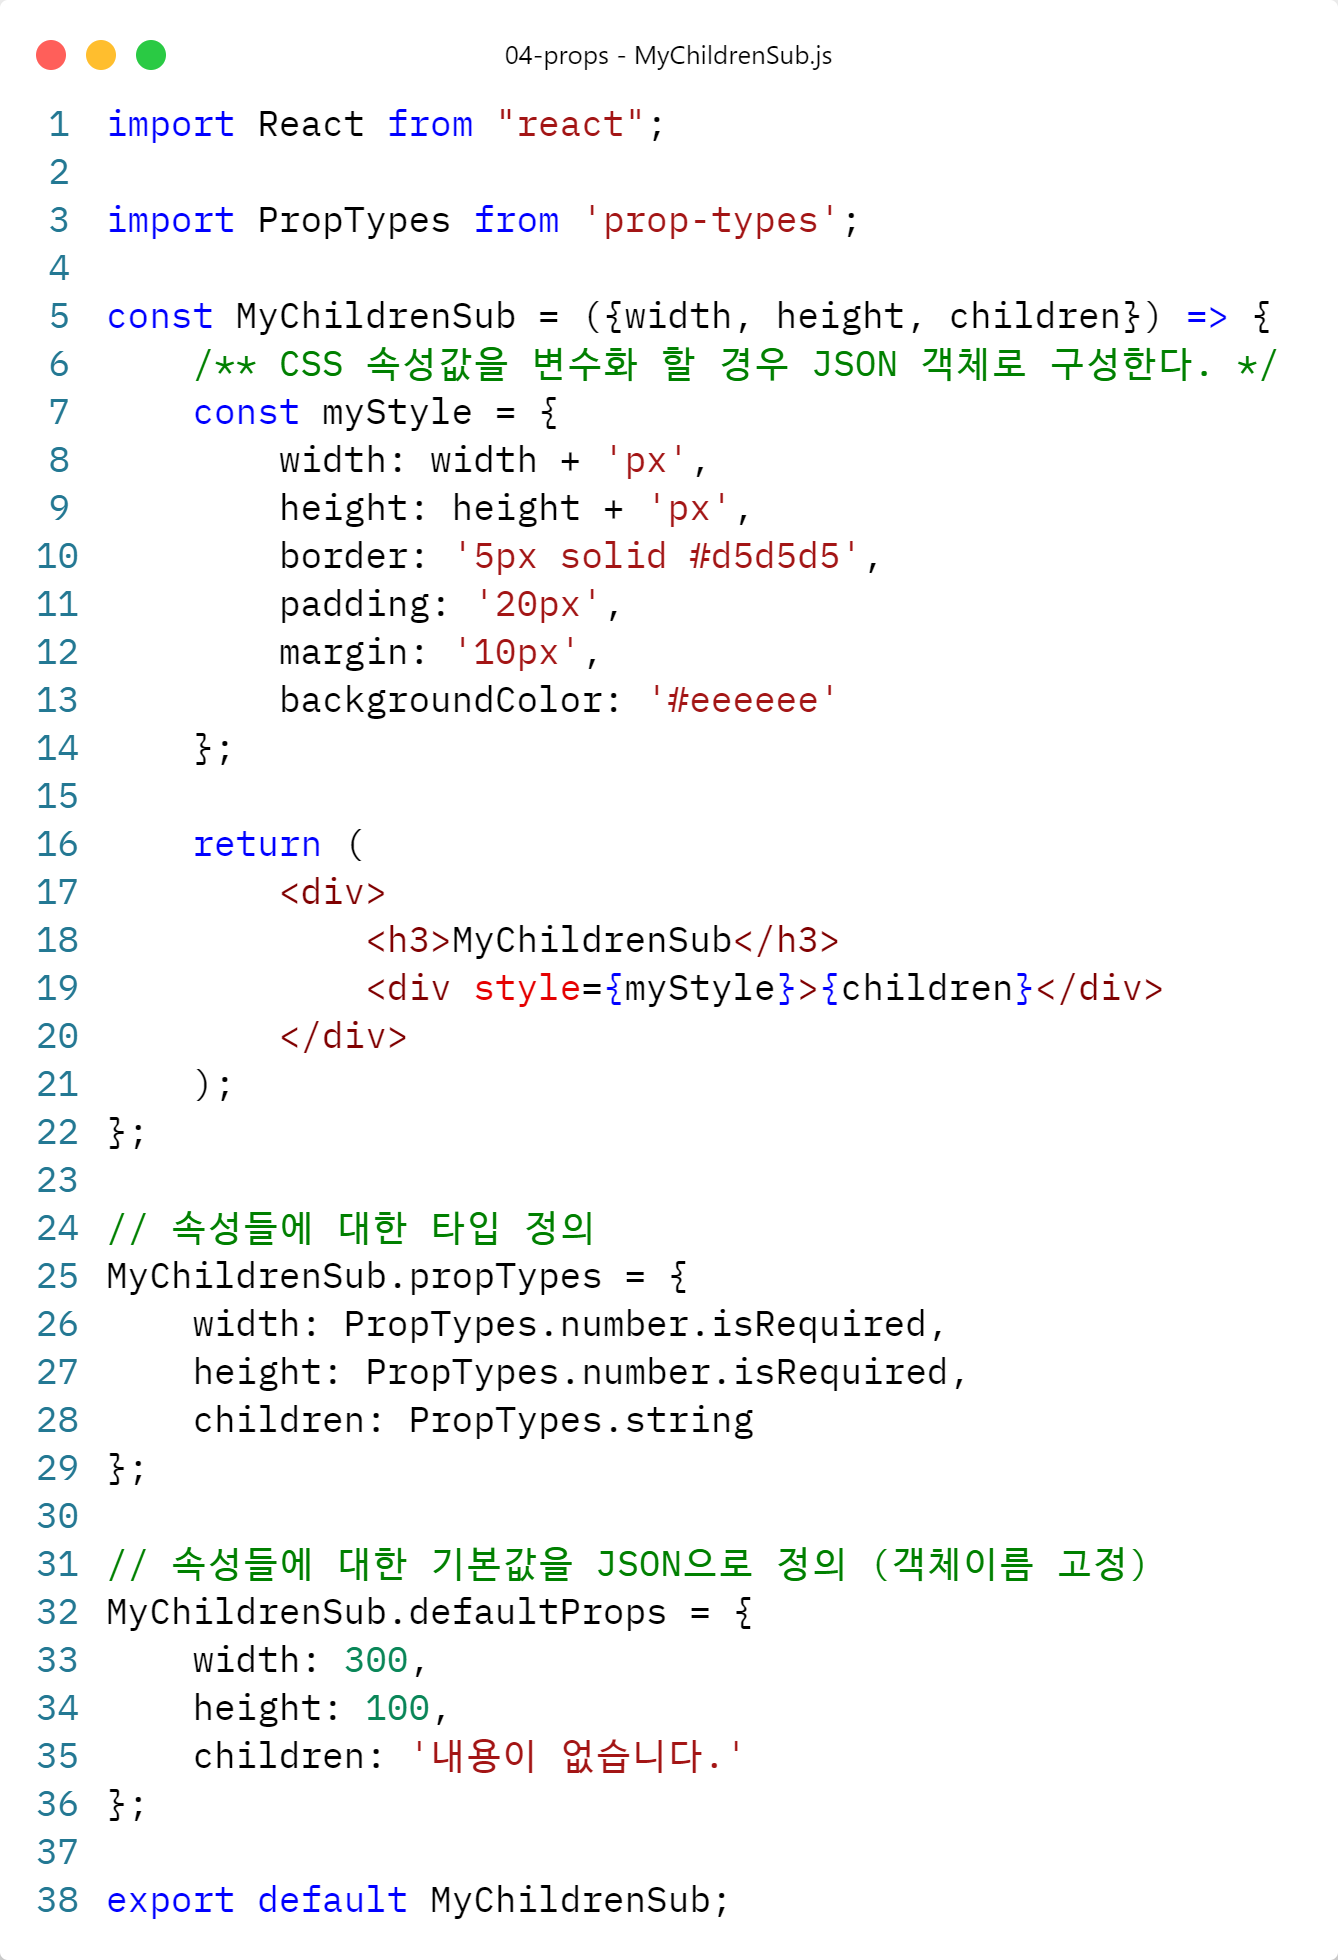 04-props - MyChildrenSub.js
1 import React from "react";
2
3 import PropTypes from 'prop-types';
4
5 const MyChildrenSub = ({width, height, children}) => {
6     /** CSS 속성값을 변수화 할 경우 JSON 객체로 구성한다. */
7     const myStyle = {
8         width: width + 'px',
9         height: height + 'px',
10         border: '5px solid #d5d5d5',
11         padding: '20px',
12         margin: '10px',
13         backgroundColor: '#eeeeee'
14     };
15
16     return (
17         <div>
18             <h3>MyChildrenSub</h3>
19             <div style={myStyle}>{children}</div>
20         </div>
21     );
22 };
23
24 // 속성들에 대한 타입 정의
25 MyChildrenSub.propTypes = {
26     width: PropTypes.number.isRequired,
27     height: PropTypes.number.isRequired,
28     children: PropTypes.string
29 };
30
31 // 속성들에 대한 기본값을 JSON으로 정의 (객체이름 고정)
32 MyChildrenSub.defaultProps = {
33     width: 300,
34     height: 100,
35     children: '내용이 없습니다.'
36 };
37
38 export default MyChildrenSub;